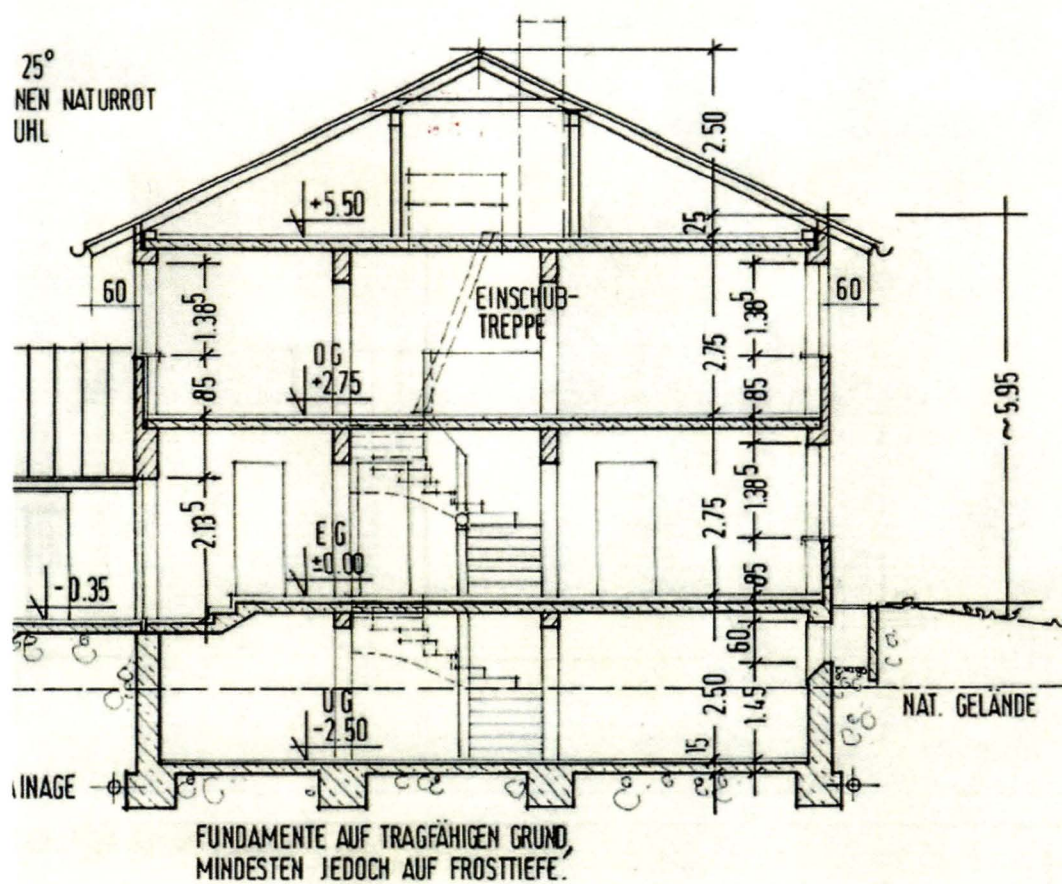 25°
NEN NATURROT
UHL
2.50
+5.50
25
60
1.38⁵
EINSCHUB-
TREPPE
1.38⁵
60
OG
+2.75
85
2.75
85
~5.95
2.13⁵
EG
±0.00
2.75
1.38⁵
85
-0.35
60
UG
-2.50
2.50
1.45
15
NAT. GELÄNDE
INAGE
FUNDAMENTE AUF TRAGFÄHIGEN GRUND,
MINDESTEN JEDOCH AUF FROSTTIEFE.